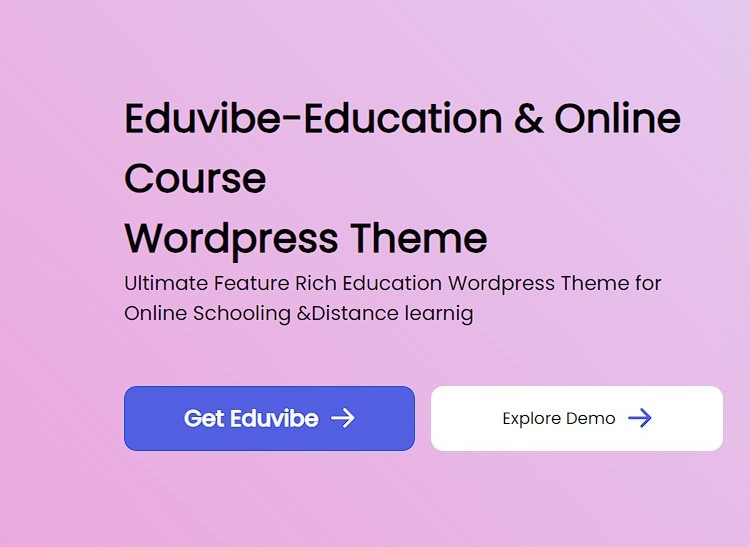 Eduvibe-Education & Online
Course
Wordpress Theme
Ultimate Feature Rich Education Wordpress Theme for
Online Schooling &Distance learnig
Get Eduvibe →
Explore Demo →